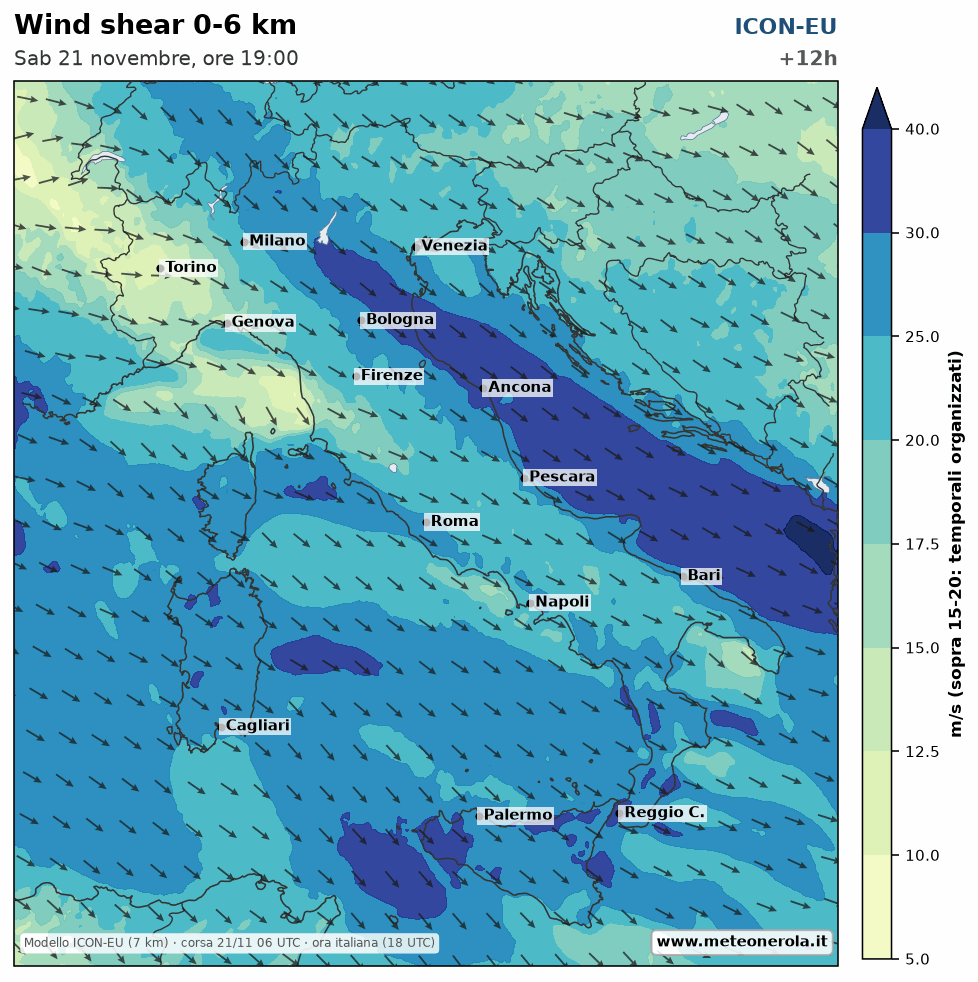 Wind shear 0-6 km
ICON-EU
Sab 21 novembre, ore 19:00
+12h
40.0
30.0
25.0
20.0
17.5
15.0
12.5
10.0
5.0
m/s (sopra 15-20: temporali organizzati)
Milano
Venezia
Torino
Genova
Bologna
Firenze
Ancona
Pescara
Roma
Bari
Napoli
Cagliari
Palermo
Reggio C.
Modello ICON-EU (7 km) · corsa 21/11 06 UTC · ora italiana (18 UTC)
www.meteonerola.it